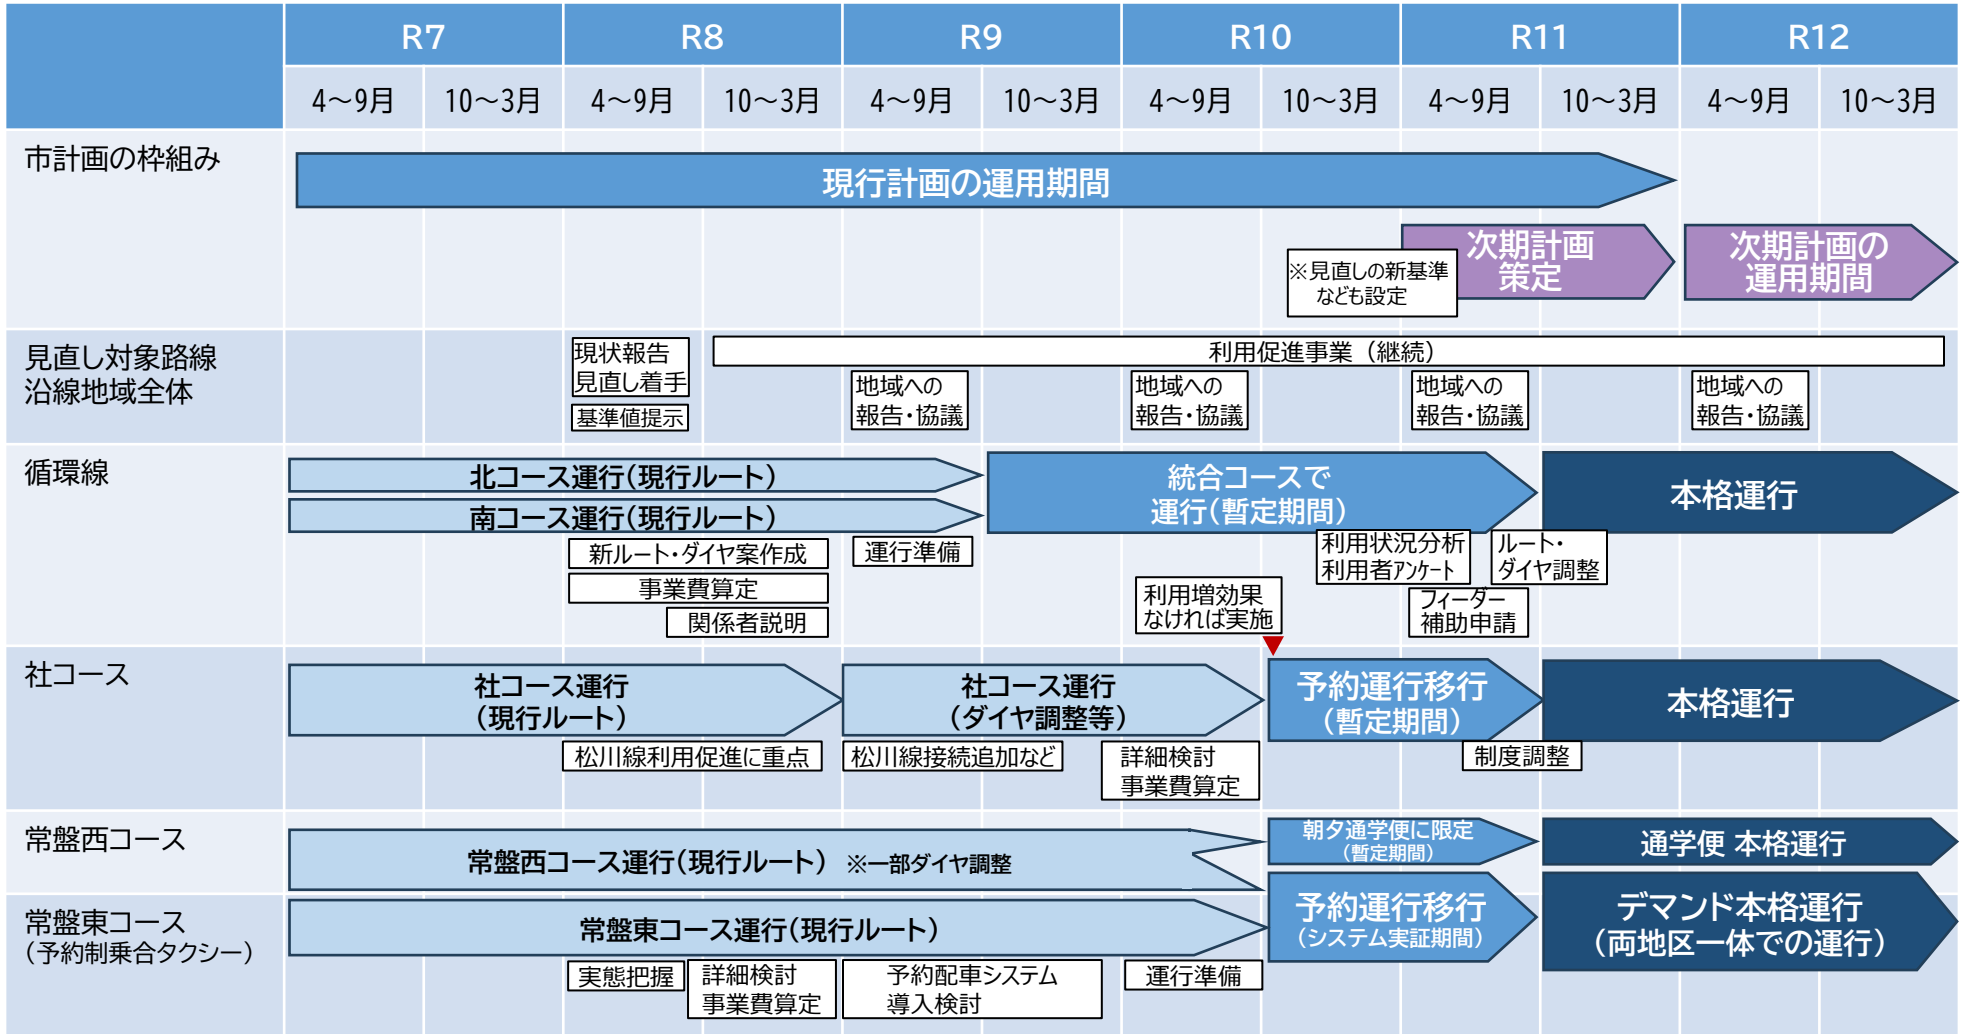 R7
R8
R9
R10
R11
R12
4～9月
10～3月
4～9月
10～3月
4～9月
10～3月
4～9月
10～3月
4～9月
10～3月
4～9月
10～3月
市計画の枠組み
現行計画の運用期間
次期計画
策定
※見直しの新基準
なども設定
次期計画の
運用期間
見直し対象路線
沿線地域全体
現状報告
見直し着手
基準値提示
利用促進事業（継続）
地域への
報告・協議
地域への
報告・協議
地域への
報告・協議
地域への
報告・協議
循環線
北コース運行（現行ルート）
南コース運行（現行ルート）
新ルート・ダイヤ案作成
事業費算定
関係者説明
運行準備
統合コースで
運行（暫定期間）
利用状況分析
利用者アンケート
ルート・
ダイヤ調整
フィーダー
補助申請
本格運行
利用増効果
なければ実施
社コース
社コース運行
（現行ルート）
社コース運行
（ダイヤ調整等）
予約運行移行
（暫定期間）
本格運行
松川線利用促進に重点
松川線接続追加など
詳細検討
事業費算定
制度調整
常盤西コース
常盤西コース運行（現行ルート） ※一部ダイヤ調整
朝夕通学便に限定
（暫定期間）
通学便 本格運行
常盤東コース
（予約制乗合タクシー）
常盤東コース運行（現行ルート）
予約運行移行
（システム実証期間）
デマンド本格運行
（両地区一体での運行）
実態把握
詳細検討
事業費算定
予約配車システム
導入検討
運行準備